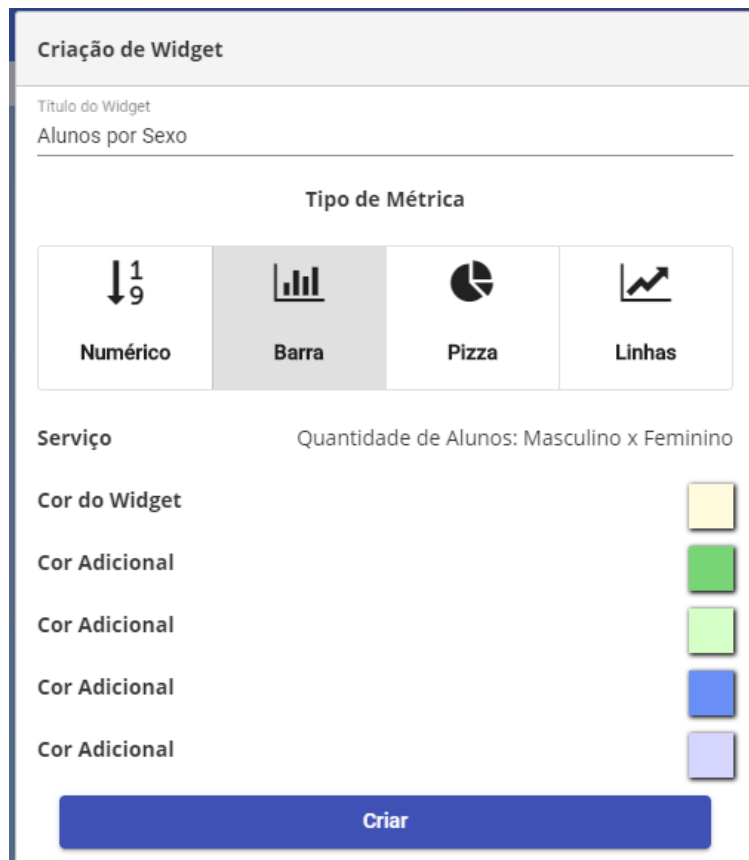 Criação de Widget
Título do Widget
Alunos por Sexo
Tipo de Métrica
1
9
Numérico Barra Pizza Linhas
Serviço Quantidade de Alunos: Masculino x Feminino
Cor do Widget
Cor Adicional
Cor Adicional
Cor Adicional
Cor Adicional
Criar